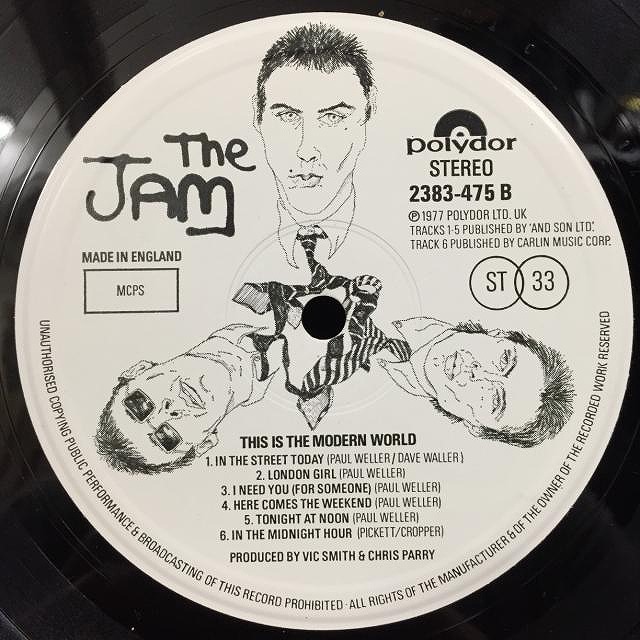 The
JAM
polydor
STEREO
2383-475 B
℗ 1977 POLYDOR LTD. UK
TRACKS 1-5 PUBLISHED BY 'AND SON LTD'.
TRACK 6 PUBLISHED BY CARLIN MUSIC CORP.
MADE IN ENGLAND
MCPS
ST 33
THIS IS THE MODERN WORLD
1. IN THE STREET TODAY (PAUL WELLER/DAVE WALLER)
2. LONDON GIRL (PAUL WELLER)
3. I NEED YOU (FOR SOMEONE) (PAUL WELLER)
4. HERE COMES THE WEEKEND (PAUL WELLER)
5. TONIGHT AT NOON (PAUL WELLER)
6. IN THE MIDNIGHT HOUR (PICKETT/CROPPER)
PRODUCED BY VIC SMITH & CHRIS PARRY
UNAUTHORISED COPYING PUBLIC PERFORMANCE & BROADCASTING OF THIS RECORD PROHIBITED · ALL RIGHTS OF THE MANUFACTURER & OF THE OWNER OF THE RECORDED WORK RESERVED